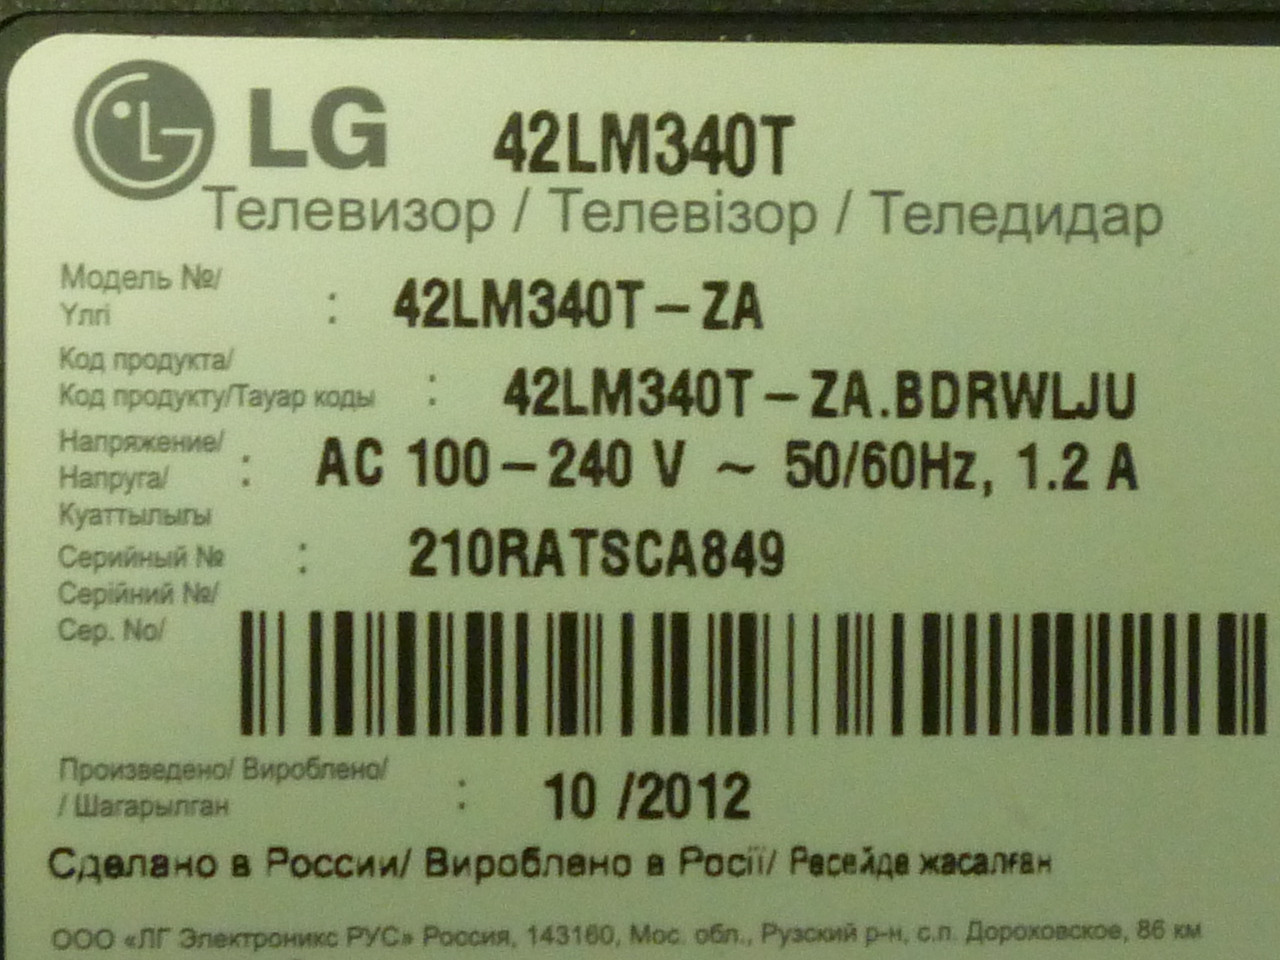 LG 42LM340T
Телевизор / Телевізор / Теледидар
Модель №/
Үлгі : 42LM340T-ZA
Код продукта/
Код продукту/Тауар коды : 42LM340T-ZA.BDRWLJU
Напряжение/
Напруга/ : AC 100-240 V ~ 50/60Hz, 1.2 A
Куаттылыгы
Серийный № : 210RATSCA849
Серійний №/
Сер. No/
Произведено/ Вироблено/
/ Шагарылган : 10 /2012
Сделано в России/ Вироблено в Росії/ Ресейде жасалған
ООО «ЛГ Электроникс РУС» Россия, 143160, Мос. обл., Рузский р-н, с.п. Дороховское, 86 км